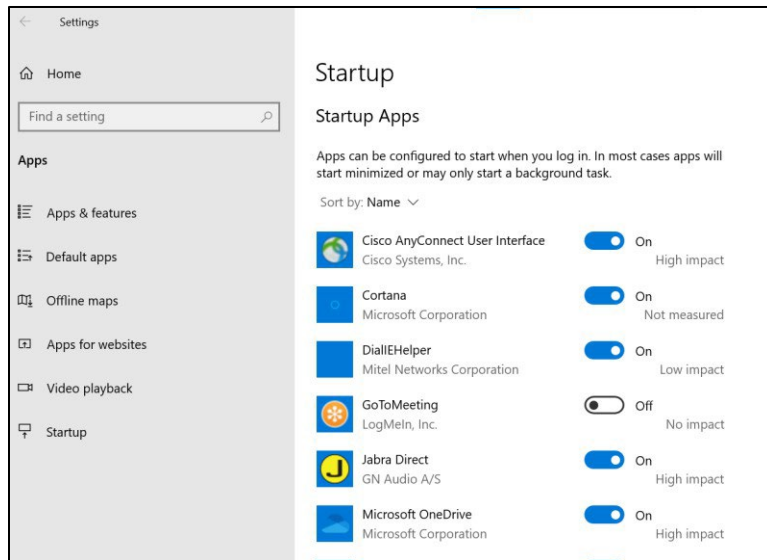 Settings
Home
Find a setting
Apps
Apps & features
Default apps
Offline maps
Apps for websites
Video playback
Startup
Startup
Startup Apps
Apps can be configured to start when you log in. In most cases apps will
start minimized or may only start a background task.
Sort by: Name
Cisco AnyConnect User Interface
On
Cisco Systems, Inc.
High impact
Cortana
On
Microsoft Corporation
Not measured
DialIEHelper
On
Mitel Networks Corporation
Low impact
GoToMeeting
Off
LogMeIn, Inc.
No impact
Jabra Direct
On
GN Audio A/S
High impact
Microsoft OneDrive
On
Microsoft Corporation
High impact